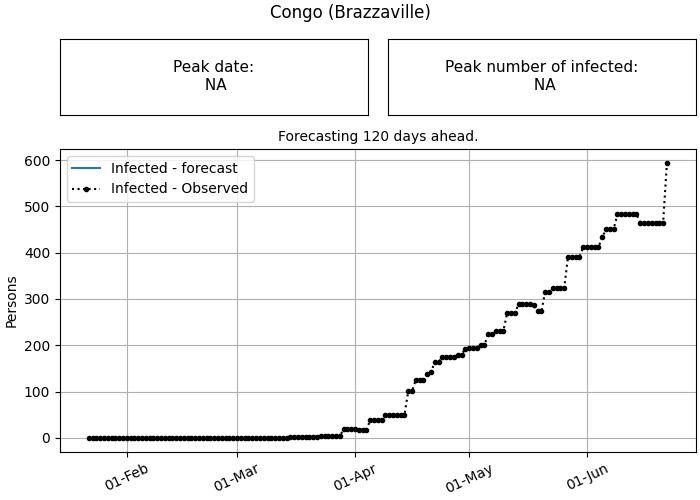 Congo (Brazzaville)
Peak date:
NA
Peak number of infected:
NA
Forecasting 120 days ahead.
Infected - forecast
Infected - Observed
Persons
600
500
400
300
200
100
0
01-Feb
01-Mar
01-Apr
01-May
01-Jun